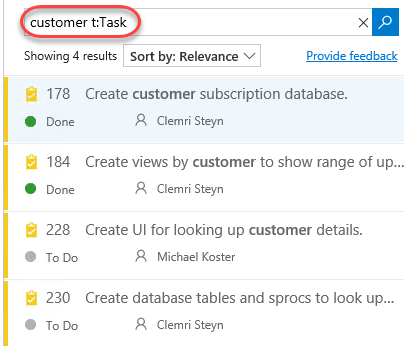 customer t:Task
Showing 4 results Sort by: Relevance Provide feedback
178 Create customer subscription database.
Done Clemri Steyn
184 Create views by customer to show range of up...
Done Clemri Steyn
228 Create UI for looking up customer details.
To Do Michael Koster
230 Create database tables and sprocs to look up...
To Do Clemri Steyn